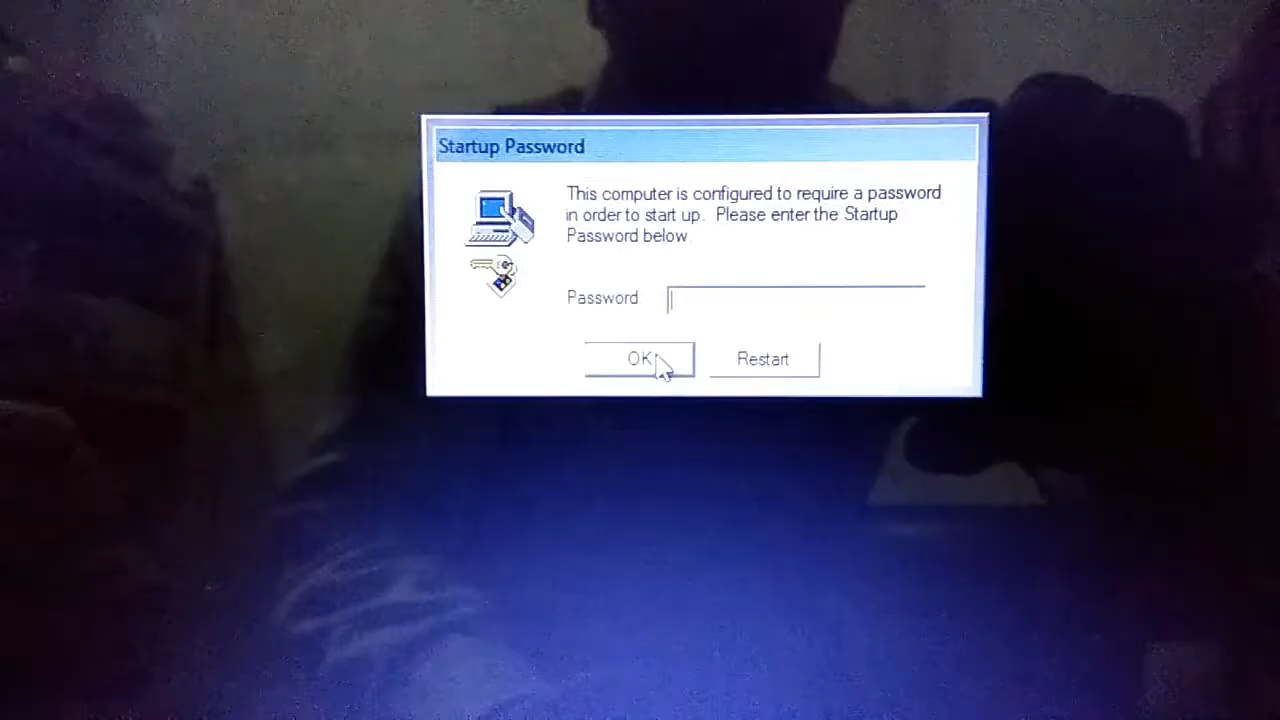 Startup Password
This computer is configured to require a password
in order to start up. Please enter the Startup
Password below.
Password
OK
Restart